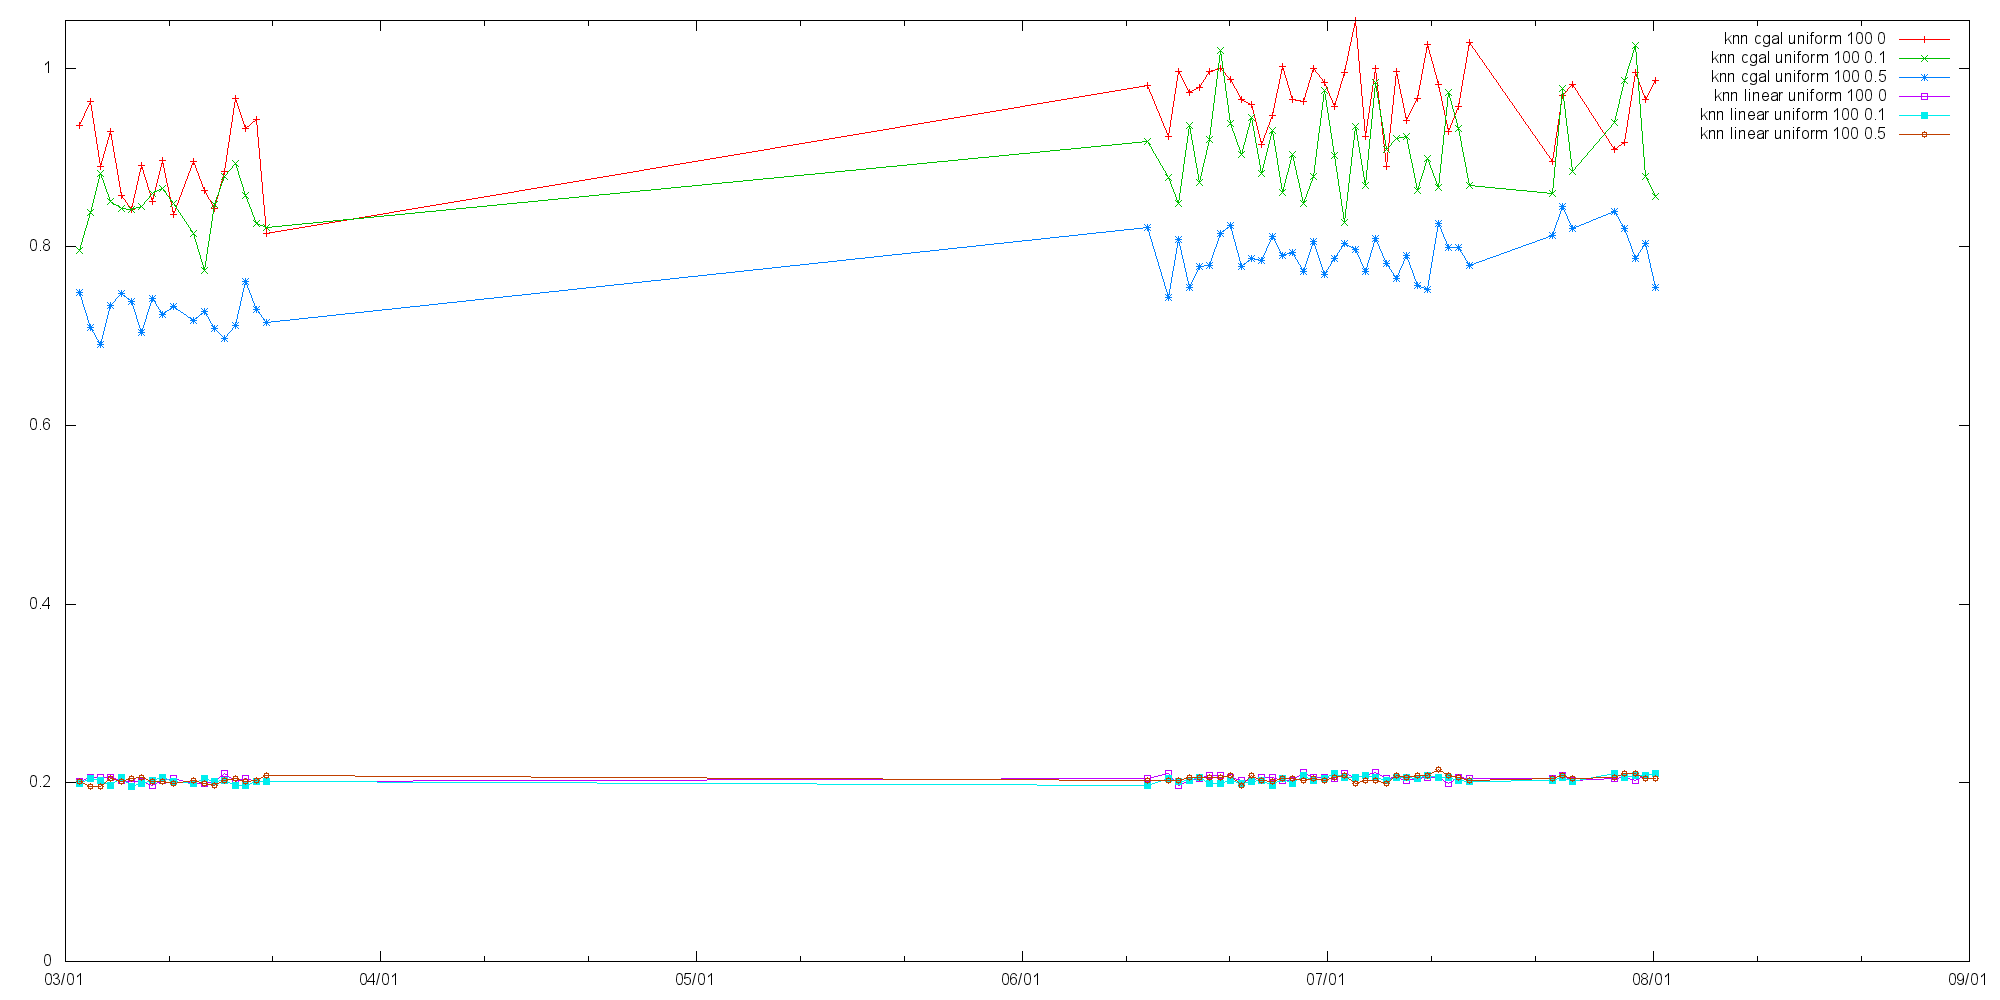 1
0.8
0.6
0.4
0.2
0
03/01
04/01
05/01
06/01
07/01
08/01
09/01
knn cgal uniform 100 0
knn cgal uniform 100 0.1
knn cgal uniform 100 0.5
knn linear uniform 100 0
knn linear uniform 100 0.1
knn linear uniform 100 0.5